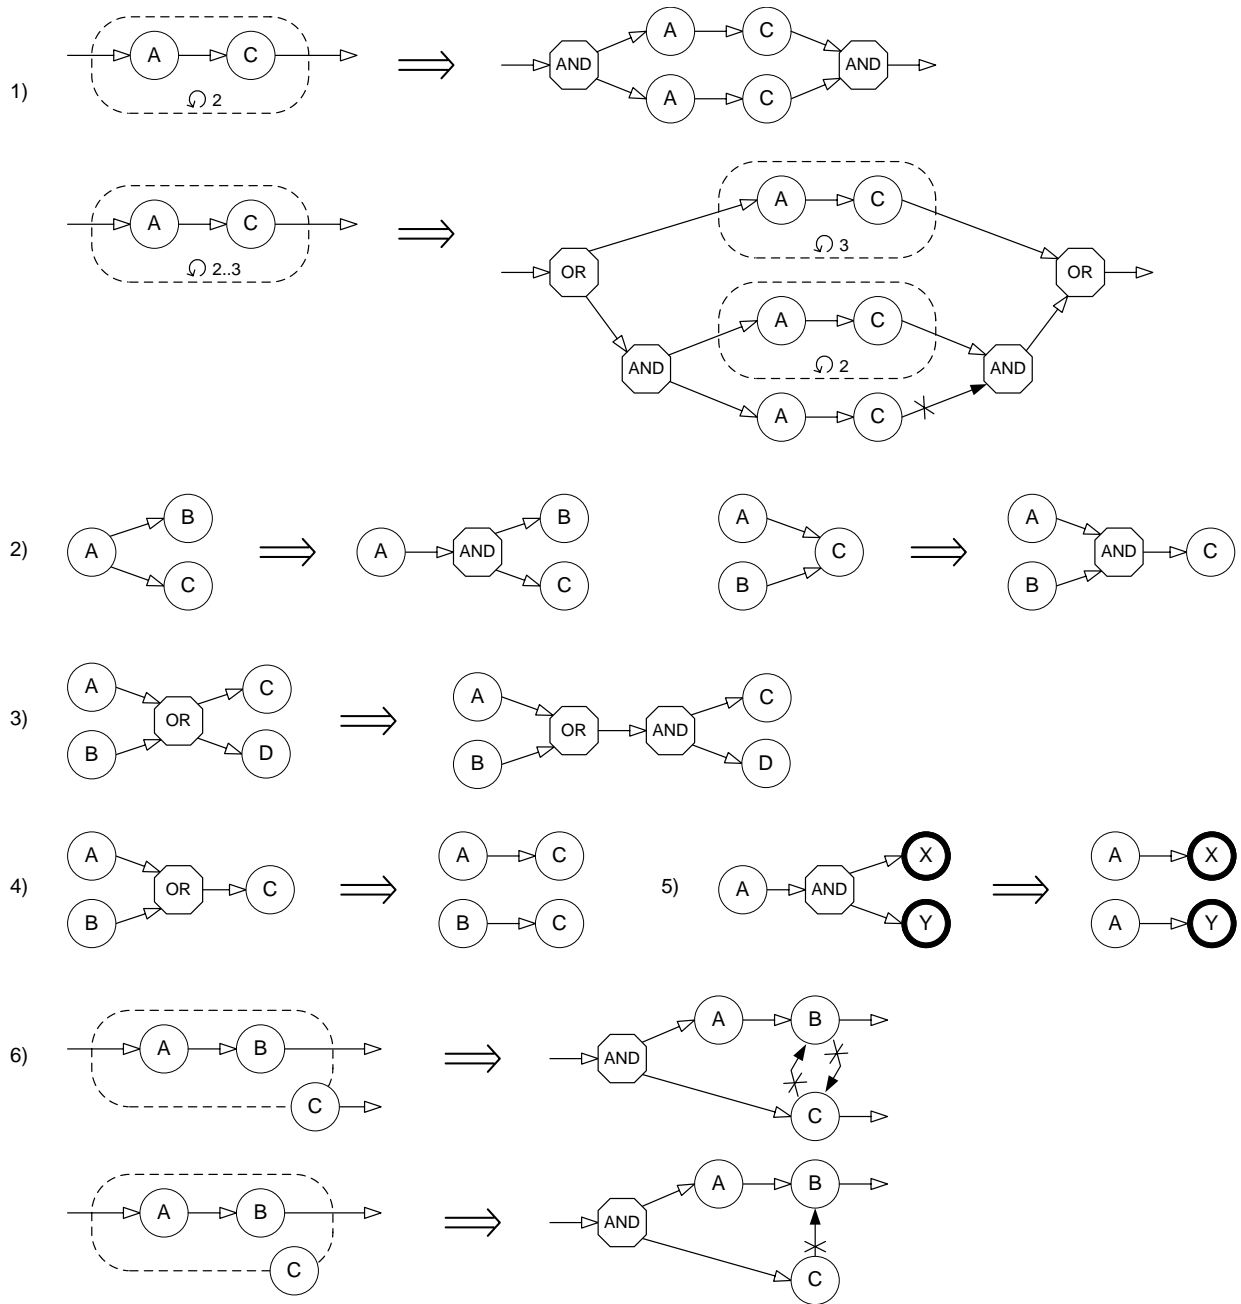 A C AND A C AND
1) 2 A C
A C A C
2..3 3
OR OR
A C
AND 2 AND
A C
A B A B A A
2) AND C AND C
C C B B
A C A C
3) OR OR AND
B D B D
A A C X A X
4) OR C 5) A AND
B B C Y A Y
A B
6) A B AND
C C
A B
A B AND
C C